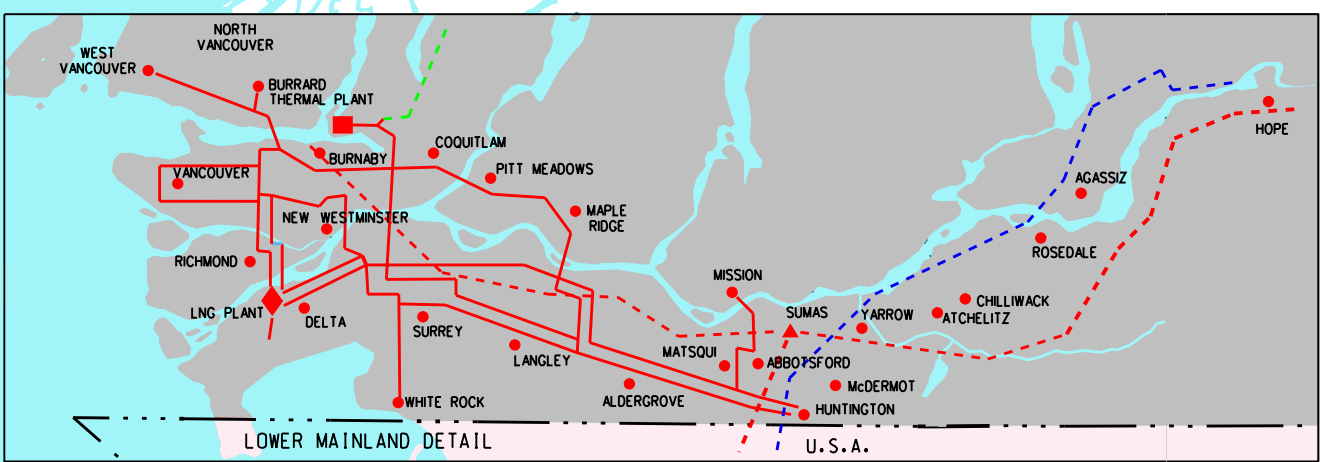 NORTH
VANCOUVER
WEST
VANCOUVER
BURRARD
THERMAL PLANT
HOPE
COQUITLAM
BURNABY
PITT MEADOWS
VANCOUVER
AGASSIZ
MAPLE
RIDGE
NEW WESTMINSTER
ROSEDALE
RICHMOND
MISSION
LNG PLANT
DELTA
SURREY
SUMAS
YARROW
CHILLIWACK
ATCHELITZ
LANGLEY
MATSQUI
ABBOTSFORD
McDERMOT
ALDERGROVE
WHITE ROCK
HUNTINGTON
LOWER MAINLAND DETAIL
U.S.A.